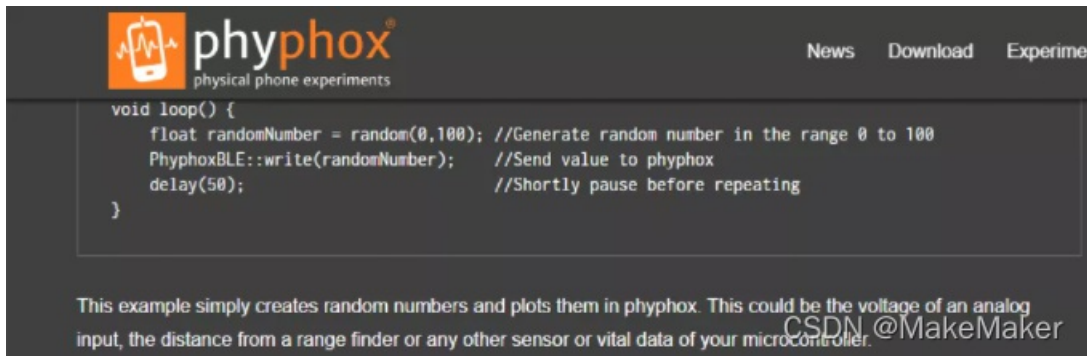 phyphox®
physical phone experiments
News Download Experime
void loop() {
    float randomNumber = random(0,100); //Generate random number in the range 0 to 100
    PhyphoxBLE::write(randomNumber);    //Send value to phyphox
    delay(50);                          //Shortly pause before repeating
}
This example simply creates random numbers and plots them in phyphox. This could be the voltage of an analog
input, the distance from a range finder or any other sensor or vital data of your microcontroller.
CSDN @MakeMaker